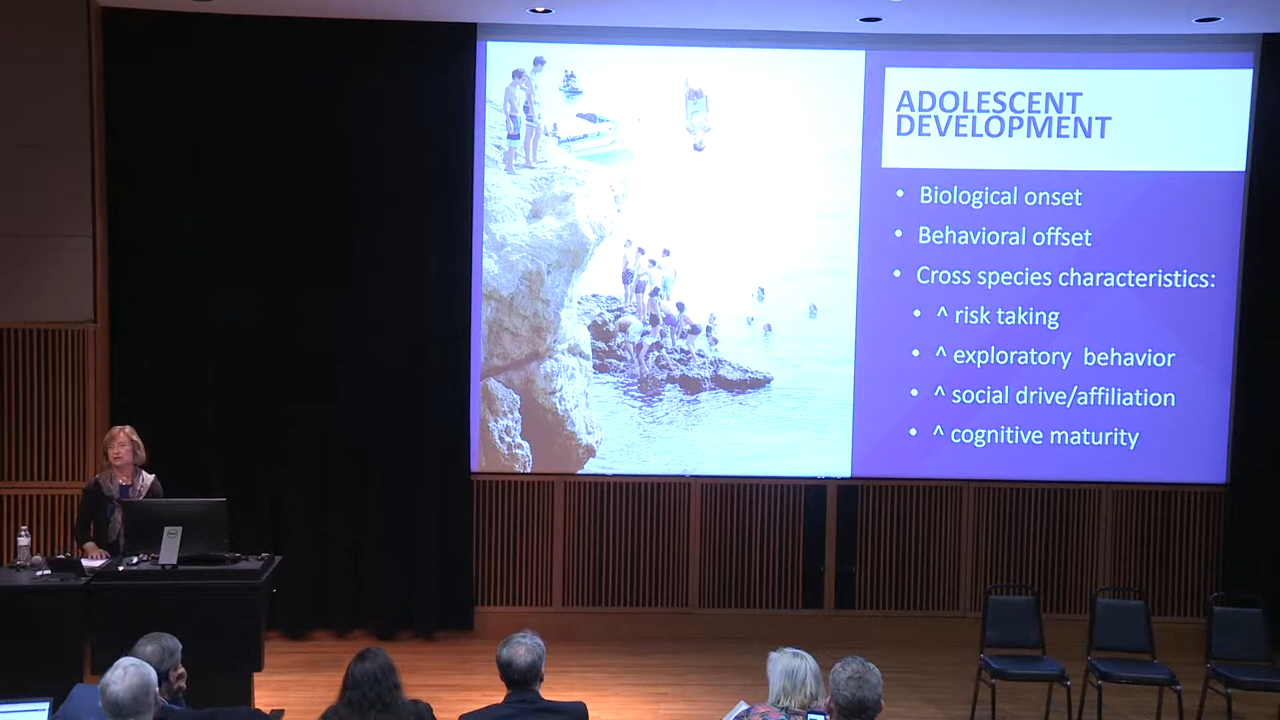 ADOLESCENT
DEVELOPMENT
• Biological onset
• Behavioral offset
• Cross species characteristics:
• ^ risk taking
• ^ exploratory behavior
• ^ social drive/affiliation
• ^ cognitive maturity